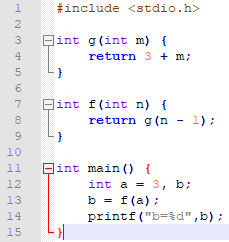 1 #include <stdio.h>
2
3 int g(int m) {
4     return 3 + m;
5 }
6
7 int f(int n) {
8     return g(n - 1);
9 }
10
11 int main() {
12     int a = 3, b;
13     b = f(a);
14     printf("b=%d",b);
15 }